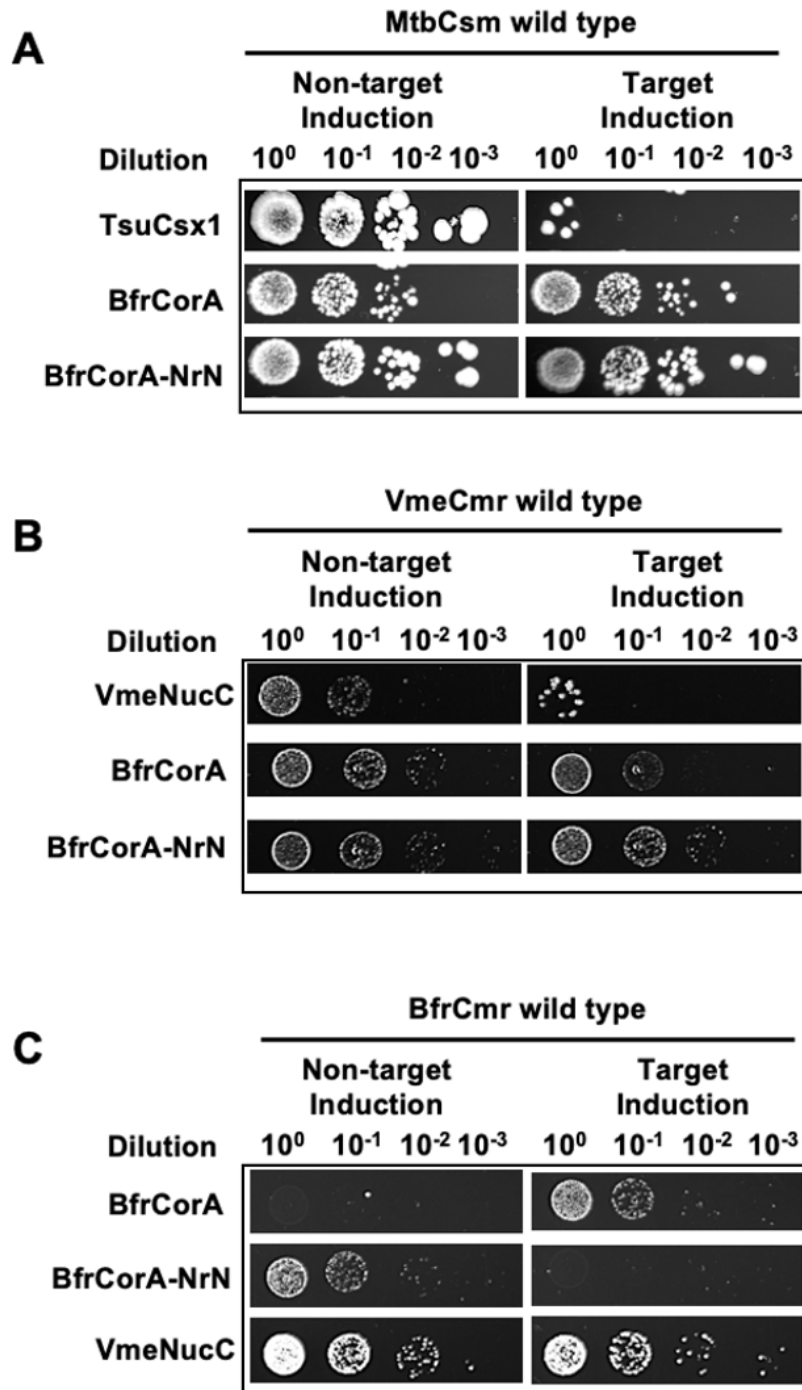 A
MtbCsm wild type
Non-target Induction
Target Induction
Dilution 10⁰ 10⁻¹ 10⁻² 10⁻³ 10⁰ 10⁻¹ 10⁻² 10⁻³
TsuCsx1
BfrCorA
BfrCorA-NrN
B
VmeCmr wild type
Non-target Induction
Target Induction
Dilution 10⁰ 10⁻¹ 10⁻² 10⁻³ 10⁰ 10⁻¹ 10⁻² 10⁻³
VmeNucC
BfrCorA
BfrCorA-NrN
C
BfrCmr wild type
Non-target Induction
Target Induction
Dilution 10⁰ 10⁻¹ 10⁻² 10⁻³ 10⁰ 10⁻¹ 10⁻² 10⁻³
BfrCorA
BfrCorA-NrN
VmeNucC